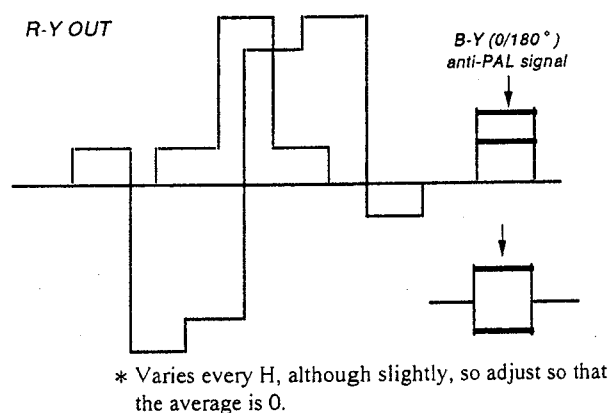 R-Y OUT
B-Y (0/180°)
anti-PAL signal
* Varies every H, although slightly, so adjust so that
the average is 0.